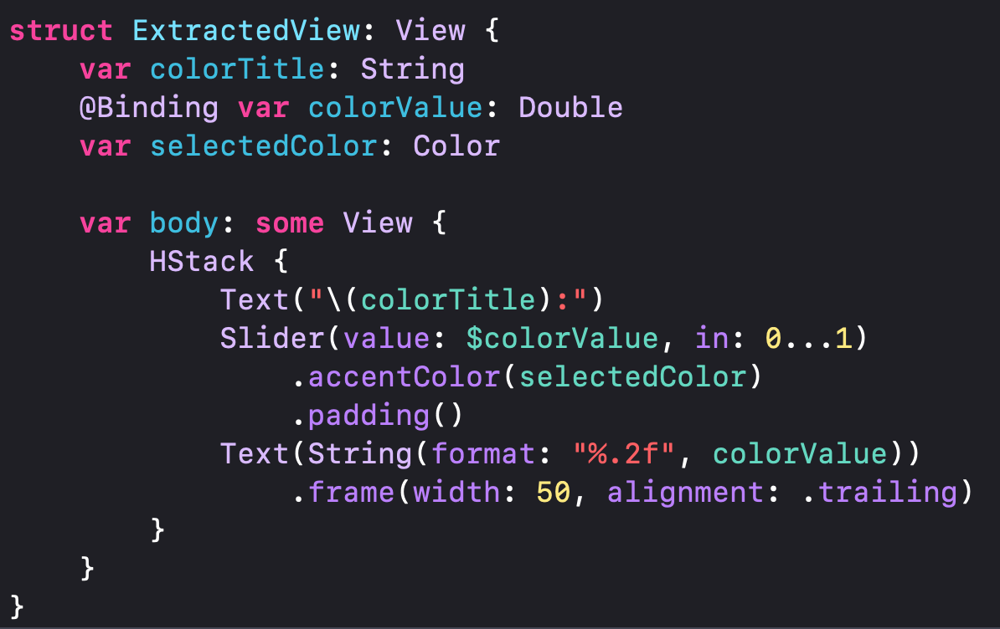 struct ExtractedView: View {
    var colorTitle: String
    @Binding var colorValue: Double
    var selectedColor: Color

    var body: some View {
        HStack {
            Text("\(colorTitle):")
            Slider(value: $colorValue, in: 0...1)
                .accentColor(selectedColor)
                .padding()
            Text(String(format: "%.2f", colorValue))
                .frame(width: 50, alignment: .trailing)
        }
    }
}